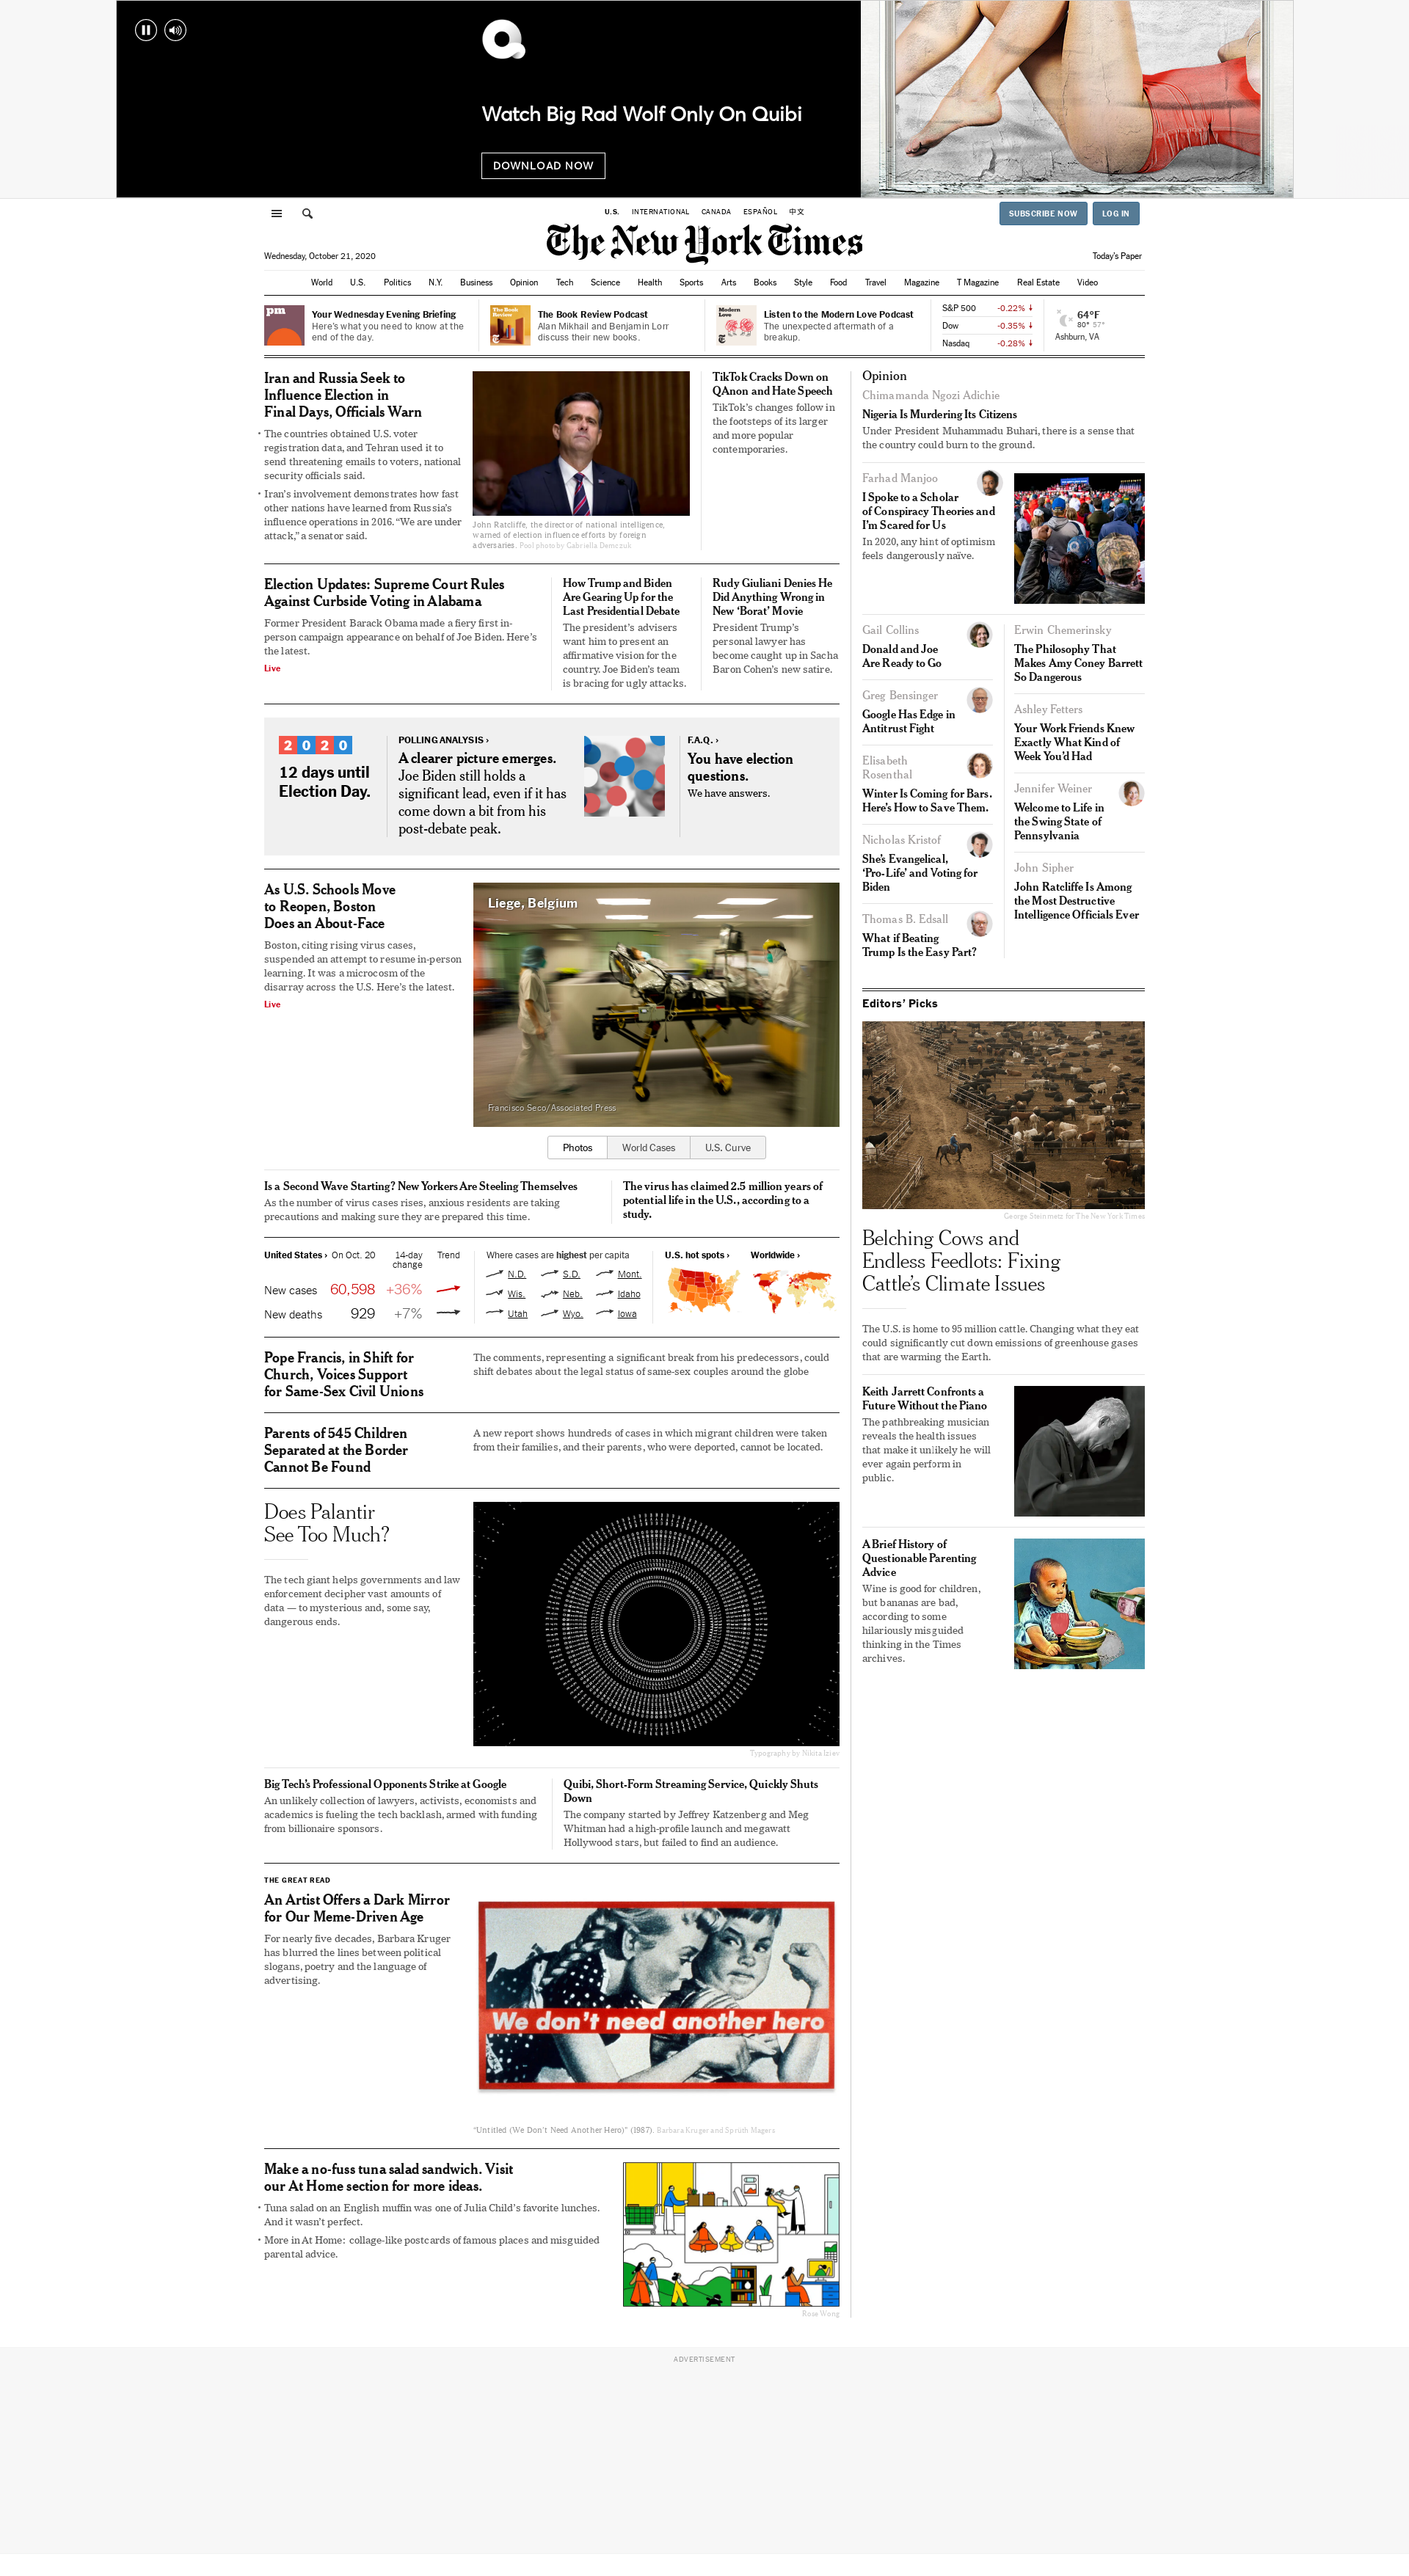 Watch Big Rad Wolf Only On Quibi
DOWNLOAD NOW
U.S. INTERNATIONAL CANADA ESPAÑOL 中文
SUBSCRIBE NOW LOG IN
The New York Times
Wednesday, October 21, 2020
Today's Paper
World U.S. Politics N.Y. Business Opinion Tech Science Health Sports Arts Books Style Food Travel Magazine T Magazine Real Estate Video
pm
Your Wednesday Evening Briefing
Here's what you need to know at the
end of the day.
The Book
Review
The Book Review Podcast
Alan Mikhail and Benjamin Lorr
discuss their new books.
Modern
Love
Listen to the Modern Love Podcast
The unexpected aftermath of a
breakup.
S&P 500 -0.22%
Dow -0.35%
Nasdaq -0.28%
64°F
80° 57°
Ashburn, VA
Iran and Russia Seek to
Influence Election in
Final Days, Officials Warn
• The countries obtained U.S. voter
registration data, and Tehran used it to
send threatening emails to voters, national
security officials said.
• Iran's involvement demonstrates how fast
other nations have learned from Russia's
influence operations in 2016. “We are under
attack,” a senator said.
John Ratcliffe, the director of national intelligence,
warned of election influence efforts by foreign
adversaries. Pool photo by Gabriella Demczuk
TikTok Cracks Down on
QAnon and Hate Speech
TikTok's changes follow in
the footsteps of its larger
and more popular
contemporaries.
Election Updates: Supreme Court Rules
Against Curbside Voting in Alabama
Former President Barack Obama made a fiery first in-
person campaign appearance on behalf of Joe Biden. Here's
the latest.
Live
How Trump and Biden
Are Gearing Up for the
Last Presidential Debate
The president's advisers
want him to present an
affirmative vision for the
country. Joe Biden's team
is bracing for ugly attacks.
Rudy Giuliani Denies He
Did Anything Wrong in
New ‘Borat’ Movie
President Trump's
personal lawyer has
become caught up in Sacha
Baron Cohen's new satire.
2020
12 days until
Election Day.
POLLING ANALYSIS ›
A clearer picture emerges.
Joe Biden still holds a
significant lead, even if it has
come down a bit from his
post-debate peak.
F.A.Q. ›
You have election
questions.
We have answers.
As U.S. Schools Move
to Reopen, Boston
Does an About-Face
Boston, citing rising virus cases,
suspended an attempt to resume in-person
learning. It was a microcosm of the
disarray across the U.S. Here's the latest.
Live
Liege, Belgium
Francisco Seco/Associated Press
Photos World Cases U.S. Curve
Is a Second Wave Starting? New Yorkers Are Steeling Themselves
As the number of virus cases rises, anxious residents are taking
precautions and making sure they are prepared this time.
The virus has claimed 2.5 million years of
potential life in the U.S., according to a
study.
United States › On Oct. 20 14-day
change Trend
New cases 60,598 +36%
New deaths 929 +7%
Where cases are highest per capita
N.D. S.D. Mont.
Wis. Neb. Idaho
Utah Wyo. Iowa
U.S. hot spots › Worldwide ›
Pope Francis, in Shift for
Church, Voices Support
for Same-Sex Civil Unions
The comments, representing a significant break from his predecessors, could
shift debates about the legal status of same-sex couples around the globe
Parents of 545 Children
Separated at the Border
Cannot Be Found
A new report shows hundreds of cases in which migrant children were taken
from their families, and their parents, who were deported, cannot be located.
Does Palantir
See Too Much?
The tech giant helps governments and law
enforcement decipher vast amounts of
data — to mysterious and, some say,
dangerous ends.
Typography by Nikita Iziev
Big Tech's Professional Opponents Strike at Google
An unlikely collection of lawyers, activists, economists and
academics is fueling the tech backlash, armed with funding
from billionaire sponsors.
Quibi, Short-Form Streaming Service, Quickly Shuts
Down
The company started by Jeffrey Katzenberg and Meg
Whitman had a high-profile launch and megawatt
Hollywood stars, but failed to find an audience.
THE GREAT READ
An Artist Offers a Dark Mirror
for Our Meme-Driven Age
For nearly five decades, Barbara Kruger
has blurred the lines between political
slogans, poetry and the language of
advertising.
We don't need another hero
“Untitled (We Don't Need Another Hero)” (1987). Barbara Kruger and Spruth Magers
Make a no-fuss tuna salad sandwich. Visit
our At Home section for more ideas.
• Tuna salad on an English muffin was one of Julia Child's favorite lunches.
And it wasn't perfect.
• More in At Home: collage-like postcards of famous places and misguided
parental advice.
Rose Wong
Opinion
Chimamanda Ngozi Adichie
Nigeria Is Murdering Its Citizens
Under President Muhammadu Buhari, there is a sense that
the country could burn to the ground.
Farhad Manjoo
I Spoke to a Scholar
of Conspiracy Theories and
I'm Scared for Us
In 2020, any hint of optimism
feels dangerously naïve.
Gail Collins
Donald and Joe
Are Ready to Go
Greg Bensinger
Google Has Edge in
Antitrust Fight
Elisabeth
Rosenthal
Winter Is Coming for Bars.
Here's How to Save Them.
Nicholas Kristof
She's Evangelical,
‘Pro-Life’ and Voting for
Biden
Thomas B. Edsall
What if Beating
Trump Is the Easy Part?
Erwin Chemerinsky
The Philosophy That
Makes Amy Coney Barrett
So Dangerous
Ashley Fetters
Your Work Friends Knew
Exactly What Kind of
Week You'd Had
Jennifer Weiner
Welcome to Life in
the Swing State of
Pennsylvania
John Sipher
John Ratcliffe Is Among
the Most Destructive
Intelligence Officials Ever
Editors' Picks
George Steinmetz for The New York Times
Belching Cows and
Endless Feedlots: Fixing
Cattle's Climate Issues
The U.S. is home to 95 million cattle. Changing what they eat
could significantly cut down emissions of greenhouse gases
that are warming the Earth.
Keith Jarrett Confronts a
Future Without the Piano
The pathbreaking musician
reveals the health issues
that make it unlikely he will
ever again perform in
public.
A Brief History of
Questionable Parenting
Advice
Wine is good for children,
but bananas are bad,
according to some
hilariously misguided
thinking in the Times
archives.
ADVERTISEMENT